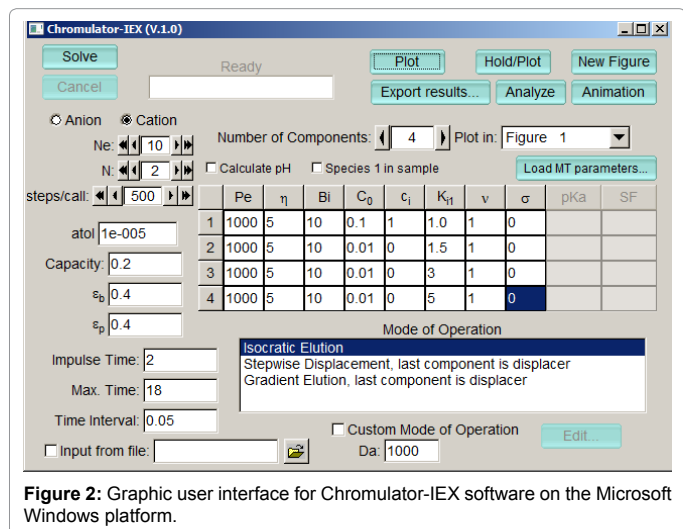 Chromulator-IEX (V.1.0)
Solve Ready Plot Hold/Plot New Figure
Cancel Export results... Analyze Animation
Anion Cation
Ne: 10 Number of Components: 4 Plot in: Figure 1
N: 2 Calculate pH Species 1 in sample Load MT parameters...
steps/call: 500
Pe η Bi C0 ci Ki1 ν σ pKa SF
1 1000 5 10 0.1 1 1.0 1 0
2 1000 5 10 0.01 0 1.5 1 0
3 1000 5 10 0.01 0 3 1 0
4 1000 5 10 0.01 0 5 1 0
atol 1e-005
Capacity: 0.2
εb 0.4
εp 0.4
Mode of Operation
Isocratic Elution
Stepwise Displacement, last component is displacer
Gradient Elution, last component is displacer
Impulse Time: 2
Max. Time: 18
Time Interval: 0.05
Custom Mode of Operation Edit...
Input from file: Da: 1000
Figure 2: Graphic user interface for Chromulator-IEX software on the Microsoft
Windows platform.